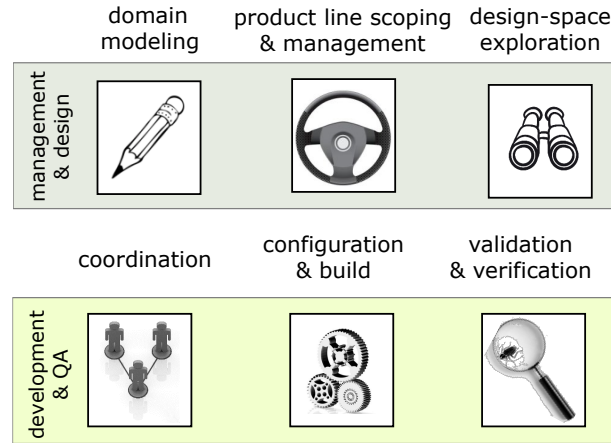 domain
modeling
product line scoping
& management
design-space
exploration
management
& design
coordination
configuration
& build
validation
& verification
development
& QA